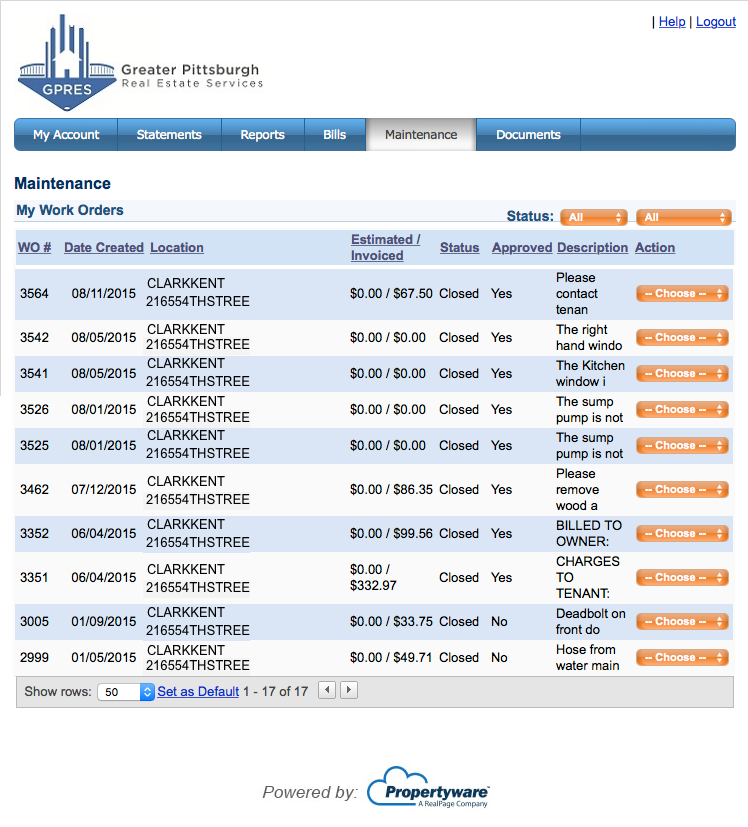 | Help | Logout
GPRES
Greater Pittsburgh
Real Estate Services
My Account Statements Reports Bills Maintenance Documents
Maintenance
My Work Orders
Status: All All
WO # Date Created Location Estimated / Invoiced Status Approved Description Action
3564 08/11/2015 CLARKKENT 216554THSTREE $0.00 / $67.50 Closed Yes Please contact tenan -- Choose --
3542 08/05/2015 CLARKKENT 216554THSTREE $0.00 / $0.00 Closed Yes The right hand windo -- Choose --
3541 08/05/2015 CLARKKENT 216554THSTREE $0.00 / $0.00 Closed Yes The Kitchen window i -- Choose --
3526 08/01/2015 CLARKKENT 216554THSTREE $0.00 / $0.00 Closed Yes The sump pump is not -- Choose --
3525 08/01/2015 CLARKKENT 216554THSTREE $0.00 / $0.00 Closed Yes The sump pump is not -- Choose --
3462 07/12/2015 CLARKKENT 216554THSTREE $0.00 / $86.35 Closed Yes Please remove wood a -- Choose --
3352 06/04/2015 CLARKKENT 216554THSTREE $0.00 / $99.56 Closed Yes BILLED TO OWNER: -- Choose --
3351 06/04/2015 CLARKKENT 216554THSTREE $0.00 / $332.97 Closed Yes CHARGES TO TENANT: -- Choose --
3005 01/09/2015 CLARKKENT 216554THSTREE $0.00 / $33.75 Closed No Deadbolt on front do -- Choose --
2999 01/05/2015 CLARKKENT 216554THSTREE $0.00 / $49.71 Closed No Hose from water main -- Choose --
Show rows: 50 Set as Default 1 - 17 of 17
Powered by: Propertyware
A RealPage Company